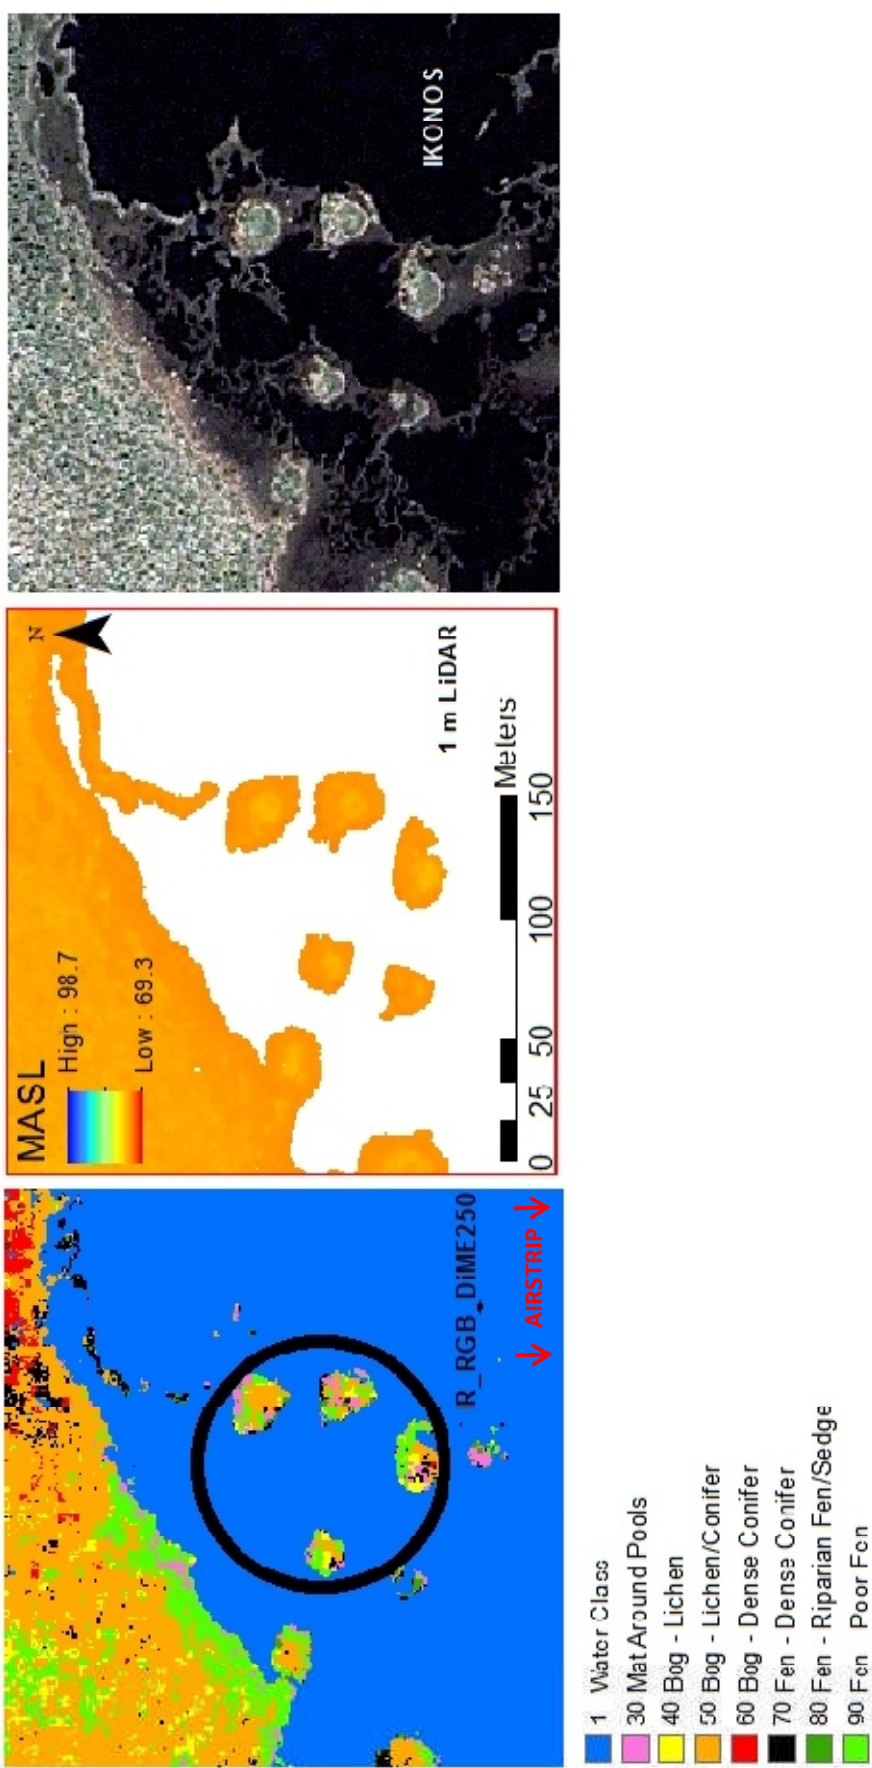 R_RGB_DiME250
← AIRSTRIP →
MASL
High : 98.7
Low : 69.3
N
1 m LiDAR
Meters
0 25 50 100 150
IKONOS
1 Water Class
30 Mat Around Pools
40 Bog - Lichen
50 Bog - Lichen/Conifer
60 Bog - Dense Conifer
70 Fen - Dense Conifer
80 Fen - Riparian Fen/Sedge
90 Fen Poor Fen